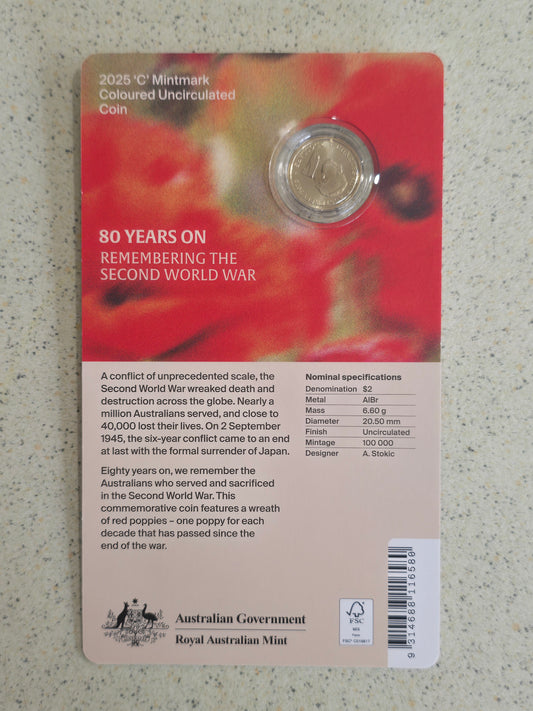 2025 'C' Mintmark
Coloured Uncirculated
Coin
80 YEARS ON
REMEMBERING THE
SECOND WORLD WAR
A conflict of unprecedented scale, the
Second World War wreaked death and
destruction across the globe. Nearly a
million Australians served, and close to
40,000 lost their lives. On 2 September
1945, the six-year conflict came to an end
at last with the formal surrender of Japan.
Eighty years on, we remember the
Australians who served and sacrificed
in the Second World War. This
commemorative coin features a wreath
of red poppies – one poppy for each
decade that has passed since the
end of the war.
Nominal specifications
Denomination $2
Metal AlBr
Mass 6.60 g
Diameter 20.50 mm
Finish Uncirculated
Mintage 100 000
Designer A. Stokic
Australian Government
Royal Australian Mint
FSC
9 314688 116588